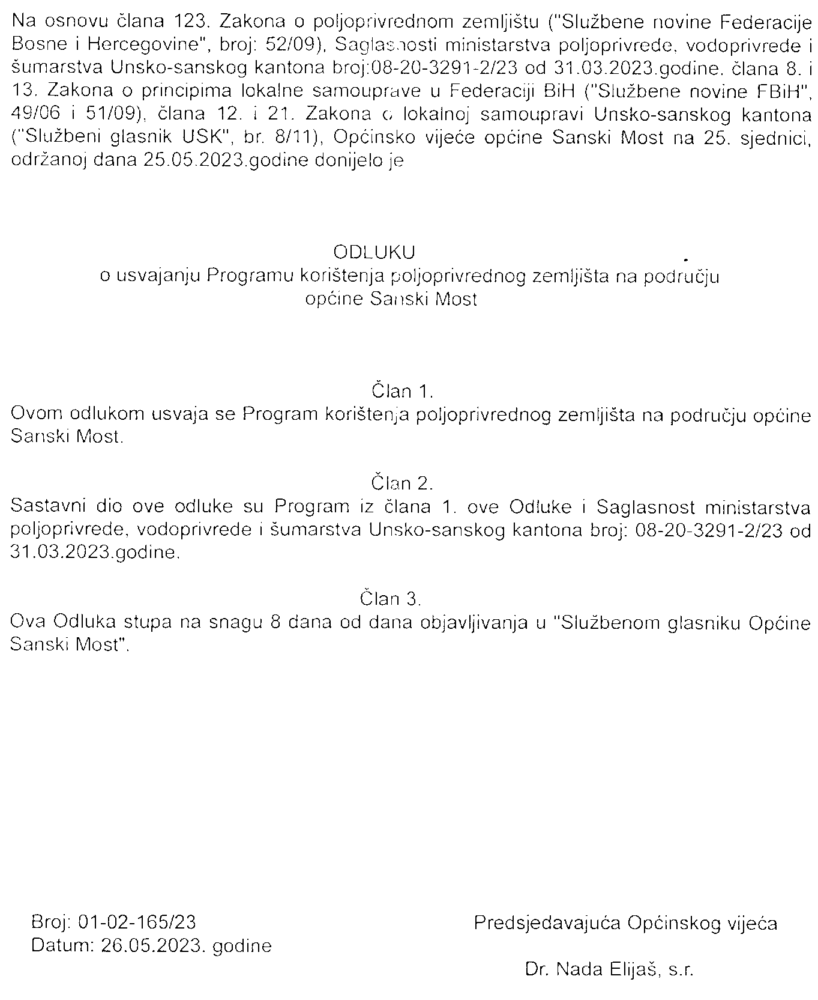 Na osnovu člana 123. Zakona o poljoprivrednom zemljištu ("Službene novine Federacije
Bosne i Hercegovine", broj: 52/09), Saglasnosti ministarstva poljoprivrede, vodoprivrede i
šumarstva Unsko-sanskog kantona broj:08-20-3291-2/23 od 31.03.2023.godine. člana 8. i
13. Zakona o principima lokalne samouprave u Federaciji BiH ("Službene novine FBiH",
49/06 i 51/09), člana 12. i 21. Zakona o lokalnoj samoupravi Unsko-sanskog kantona
("Službeni glasnik USK", br. 8/11), Općinsko vijeće općine Sanski Most na 25. sjednici,
održanoj dana 25.05.2023.godine donijelo je
ODLUKU
o usvajanju Programu korištenja poljoprivrednog zemljišta na području
općine Sanski Most
Član 1.
Ovom odlukom usvaja se Program korištenja poljoprivrednog zemljišta na području općine
Sanski Most.
Član 2.
Sastavni dio ove odluke su Program iz člana 1. ove Odluke i Saglasnost ministarstva
poljoprivrede, vodoprivrede i šumarstva Unsko-sanskog kantona broj: 08-20-3291-2/23 od
31.03.2023.godine.
Član 3.
Ova Odluka stupa na snagu 8 dana od dana objavljivanja u "Službenom glasniku Općine
Sanski Most".
Broj: 01-02-165/23
Datum: 26.05.2023. godine
Predsjedavajuća Općinskog vijeća
Dr. Nada Elijaš, s.r.